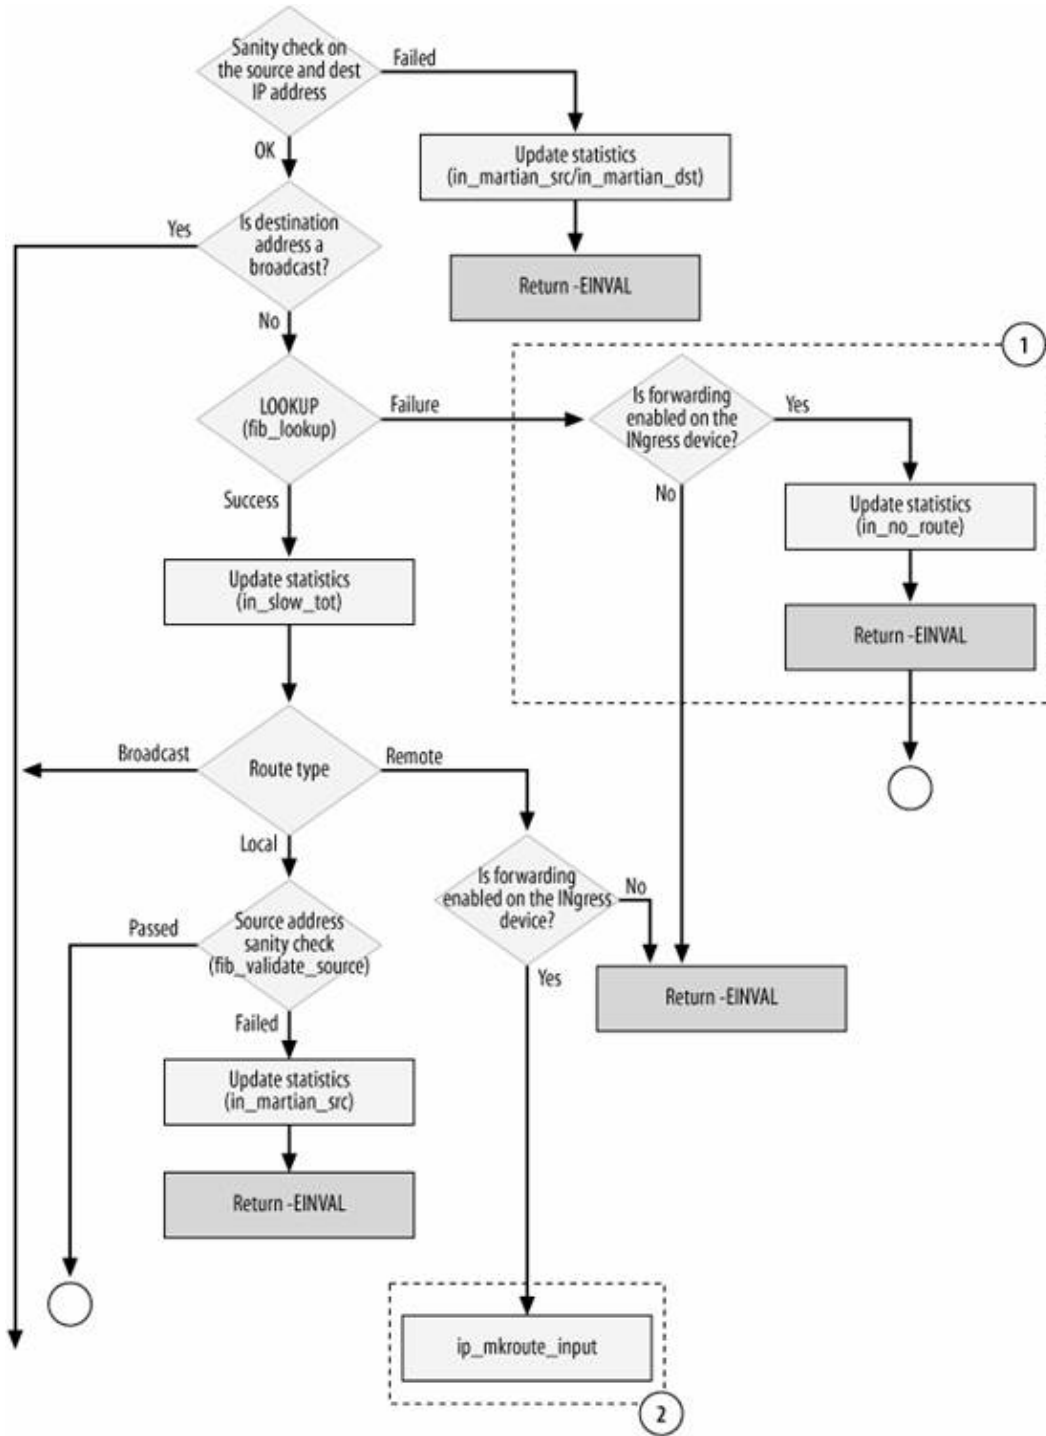 Sanity check on
the source and dest
IP address
Failed
OK
Update statistics
(in_martian_src/in_martian_dst)
Return -EINVAL
Is destination
address a
broadcast?
Yes
No
1
LOOKUP
(fib_lookup)
Failure
Is forwarding
enabled on the
INgress device?
Yes
No
Success
Update statistics
(in_no_route)
Return -EINVAL
Update statistics
(in_slow_tot)
Broadcast
Route type
Remote
Local
Is forwarding
enabled on the INgress
device?
No
Yes
Return -EINVAL
Passed
Source address
sanity check
(fib_validate_source)
Failed
Update statistics
(in_martian_src)
Return -EINVAL
ip_mkroute_input
2